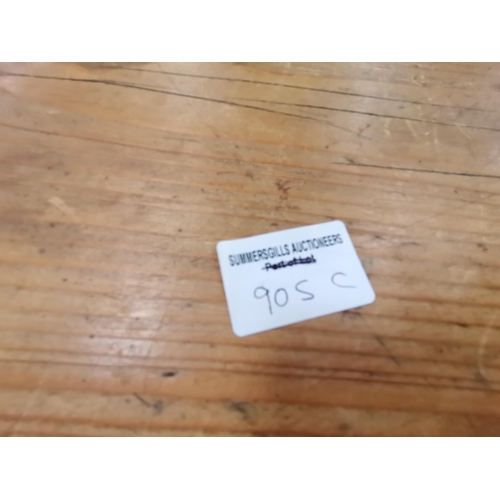 SUMMERSGILLS AUCTIONEERS
Part of Lot
905 C